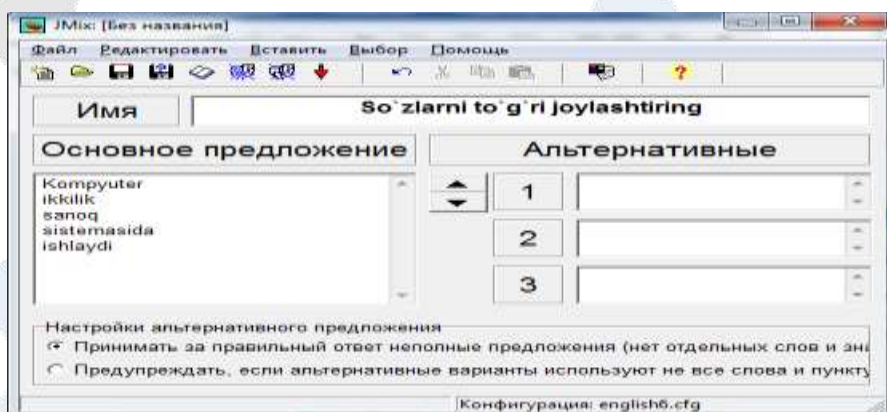 JMix: [Без названия]
Файл Редактировать Вставить Выбор Помощь
Имя
So`zlarni to`g`ri joylashtiring
Основное предложение
Альтернативные
Kompyuter
ikkilik
sanoq
sistemasida
ishlaydi
1
2
3
Настройки альтернативного предложения
Принимать за правильный ответ неполные предложения (нет отдельных слов и
Предупреждать, если альтернативные варианты используют не все слова и
Конфигурация: english6.cfg